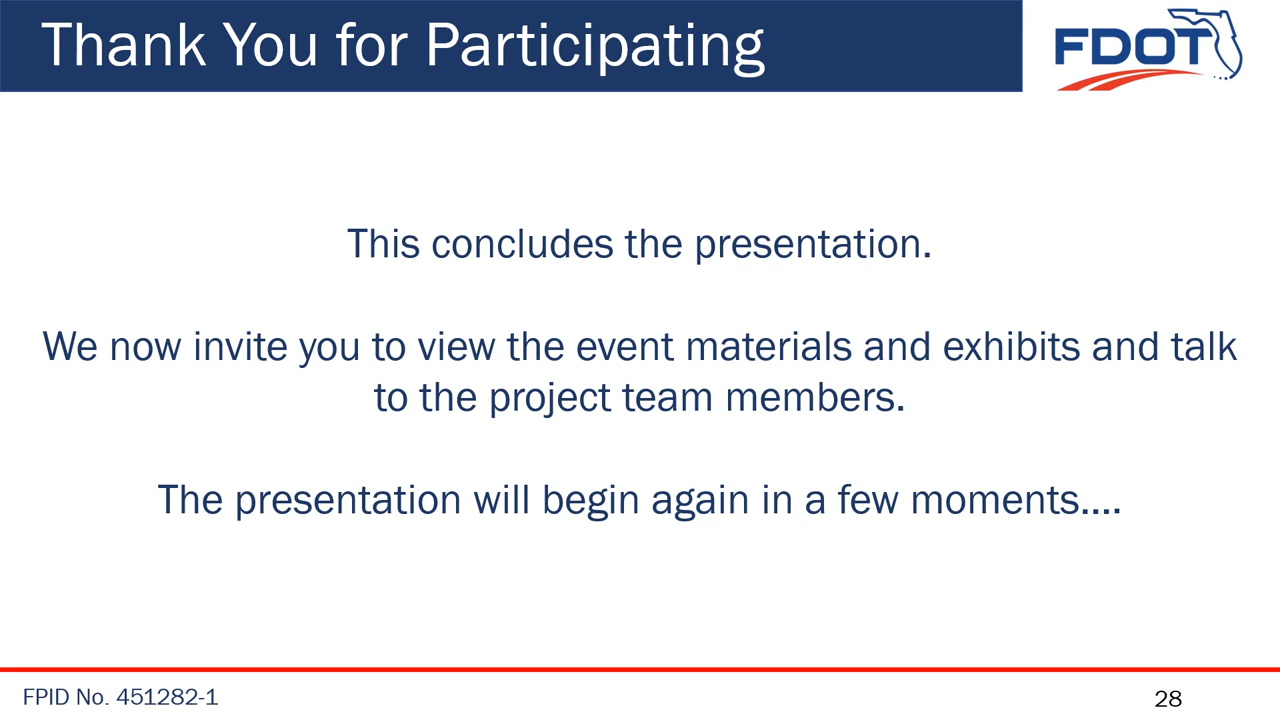 Thank You for Participating
FDOT
This concludes the presentation.
We now invite you to view the event materials and exhibits and talk
to the project team members.
The presentation will begin again in a few moments....
FPID No. 451282-1
28